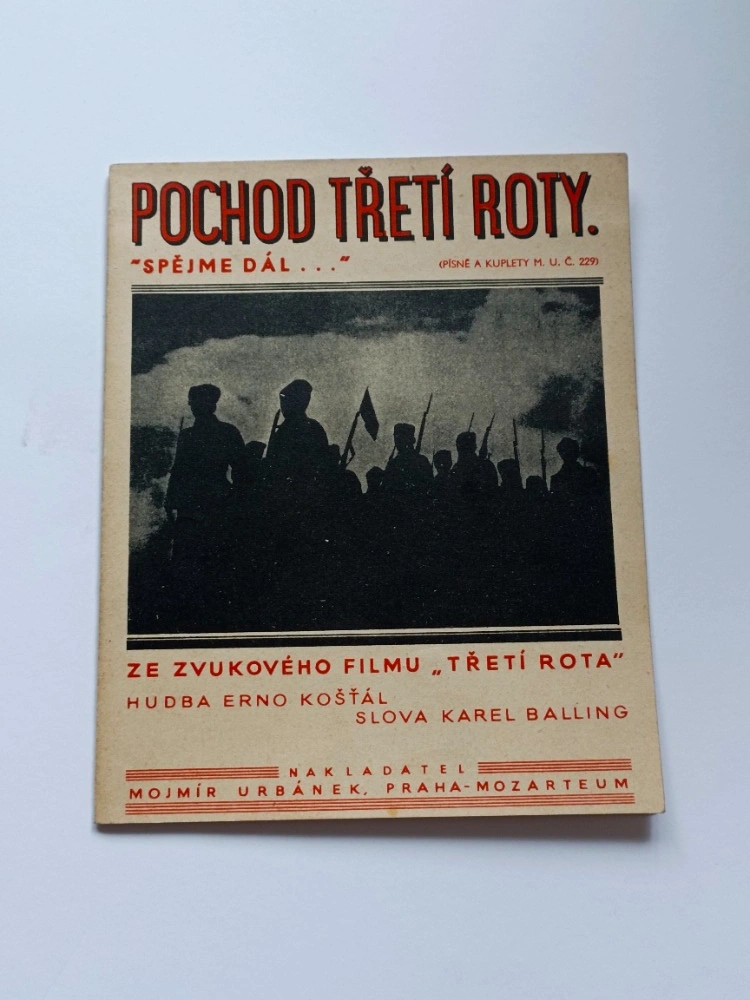 POCHOD TŘETÍ ROTY.
"SPĚJME DÁL . . ." (PÍSNĚ A KUPLETY M. U. Č. 229)
ZE ZVUKOVÉHO FILMU „TŘETÍ ROTA"
HUDBA ERNO KOŠŤÁL
SLOVA KAREL BALLING
NAKLADATEL
MOJMÍR URBÁNEK, PRAHA-MOZARTEUM